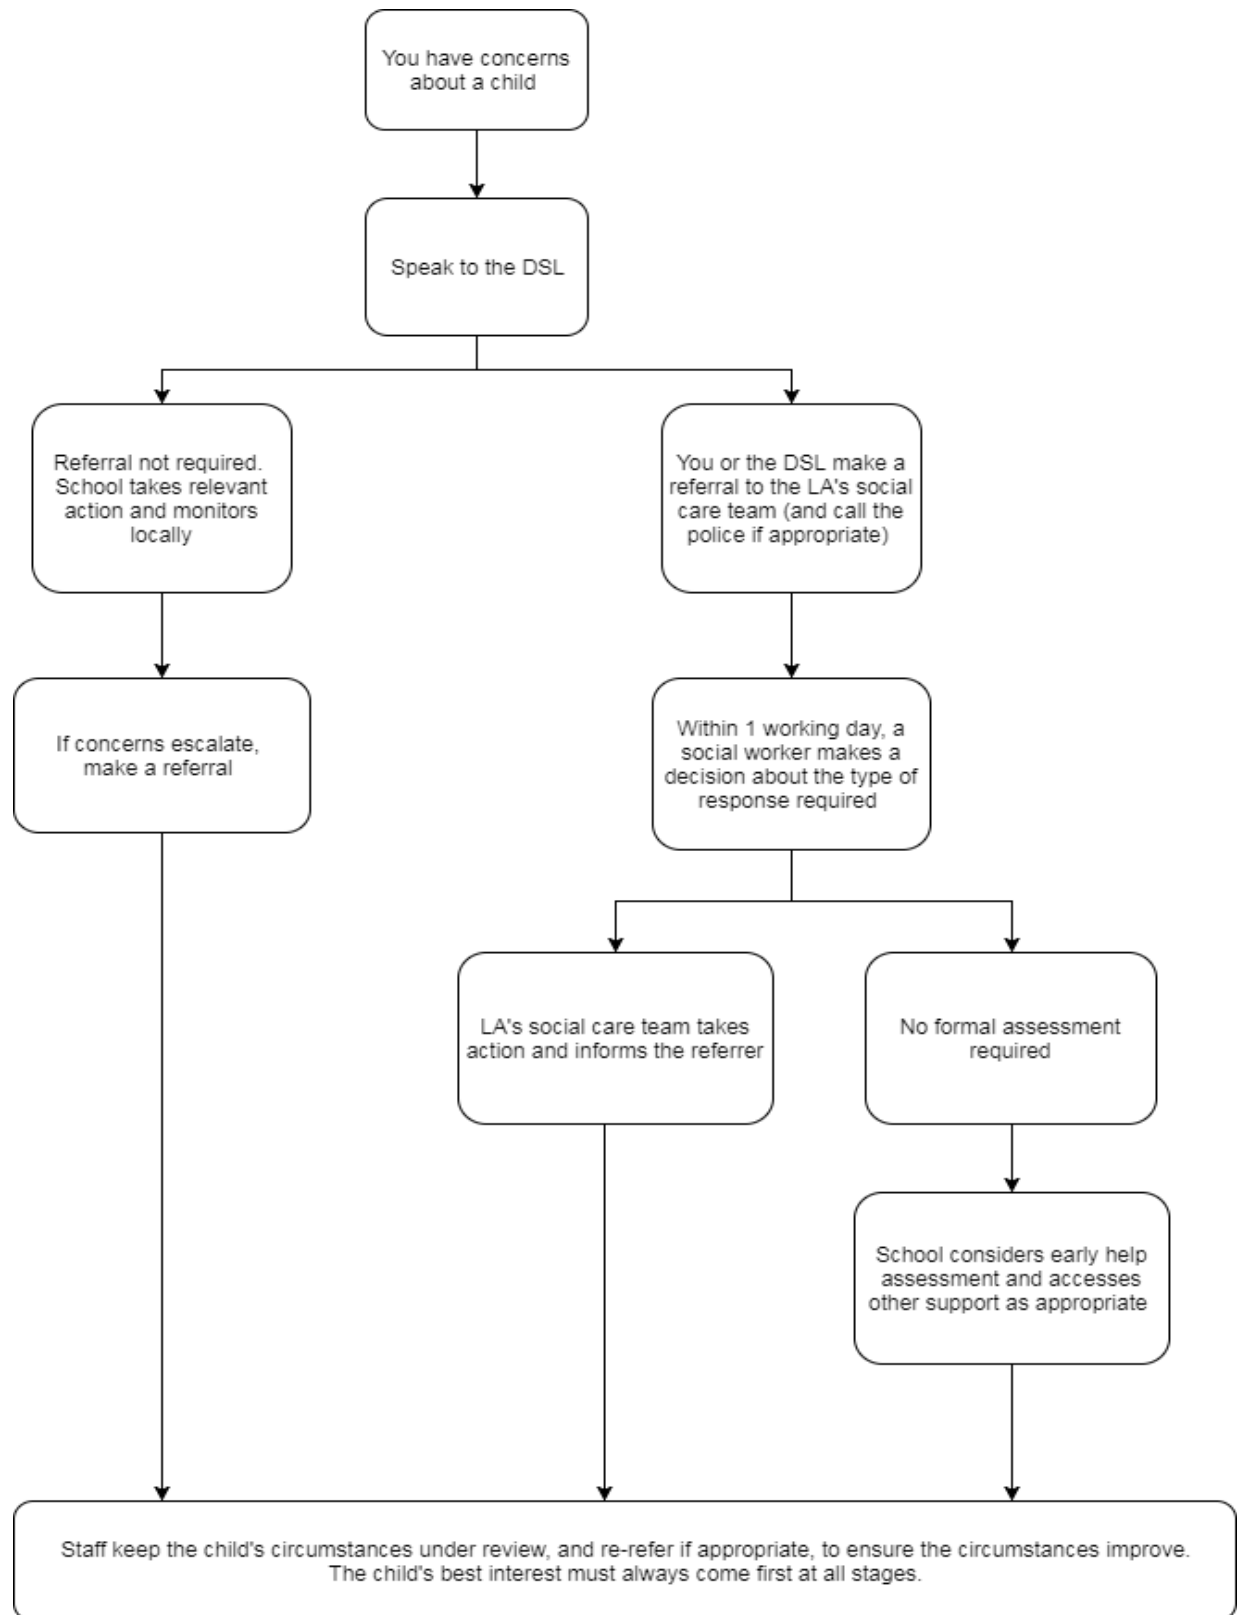 You have concerns
about a child
Speak to the DSL
Referral not required.
School takes relevant
action and monitors
locally
You or the DSL make a
referral to the LA's social
care team (and call the
police if appropriate)
If concerns escalate,
make a referral
Within 1 working day, a
social worker makes a
decision about the type of
response required
LA's social care team takes
action and informs the referrer
No formal assessment
required
School considers early help
assessment and accesses
other support as appropriate
Staff keep the child's circumstances under review, and re-refer if appropriate, to ensure the circumstances improve.
The child's best interest must always come first at all stages.